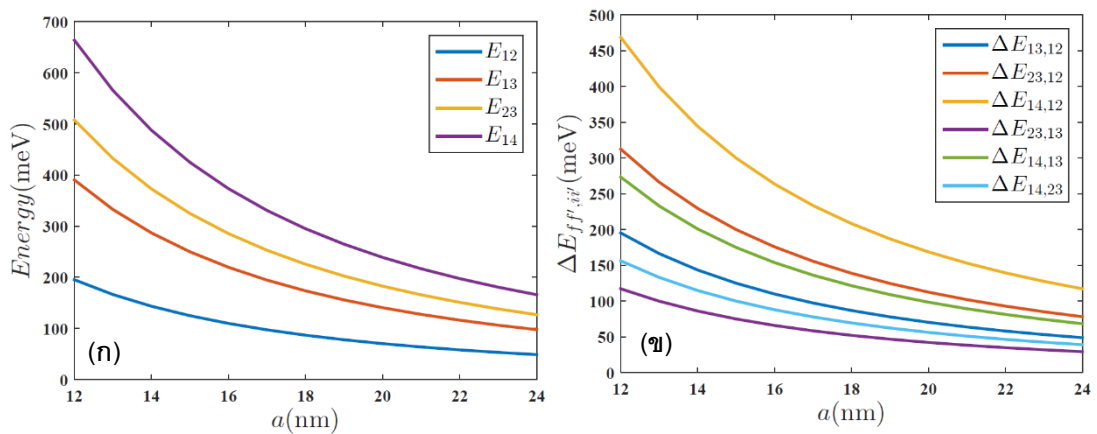 700
600
500
400
300
200
100
0
12 14 16 18 20 22 24
Energy(meV)
a(nm)
E₁₂
E₁₃
E₂₃
E₁₄
(ก)
500
450
400
350
300
250
200
150
100
50
0
12 14 16 18 20 22 24
ΔE_{ff',ii'}(meV)
a(nm)
ΔE₁₃,₁₂
ΔE₂₃,₁₂
ΔE₁₄,₁₂
ΔE₂₃,₁₃
ΔE₁₄,₁₃
ΔE₁₄,₂₃
(ข)